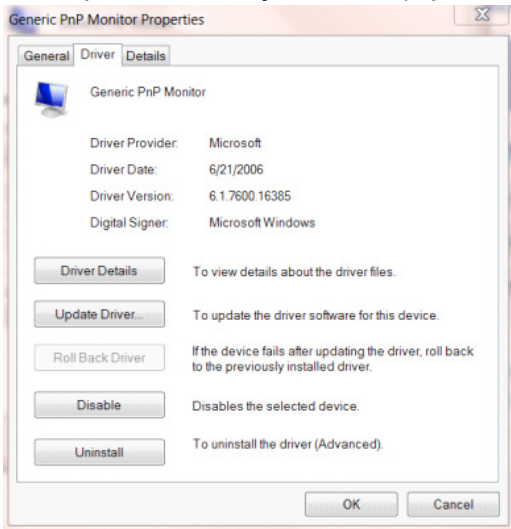 Generic PnP Monitor Properties
General Driver Details
Generic PnP Monitor
Driver Provider: Microsoft
Driver Date: 6/21/2006
Driver Version: 6.1.7600.16385
Digital Signer: Microsoft Windows
Driver Details To view details about the driver files.
Update Driver... To update the driver software for this device.
Roll Back Driver If the device fails after updating the driver, roll back
to the previously installed driver.
Disable Disables the selected device.
Uninstall To uninstall the driver (Advanced).
OK Cancel